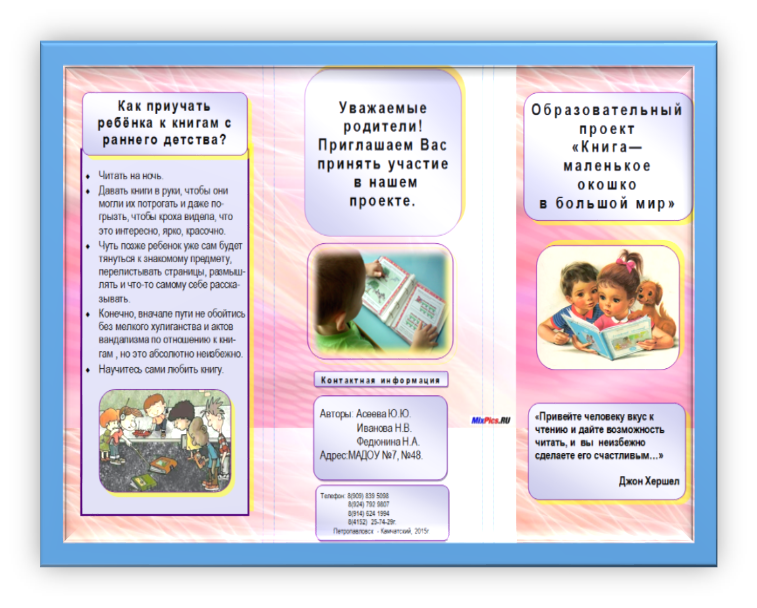 Как приучать
ребёнка к книгам с
раннего детства?
Читать на ночь.
Давать книги в руки, чтобы они
могли их потрогать и даже по-
грызть, чтобы кроха видела, что
это интересно, ярко, красочно.
Чуть позже ребенок уже сам будет
тянуться к знакомому предмету,
перелистывать страницы, размыш-
лять и что-то самому себе расска-
зывать.
Конечно, вначале пути не обойтись
без мелкого хулиганства и актов
вандализма по отношению к кни-
гам , но это абсолютно неизбежно.
Научитесь сами любить книгу.
Уважаемые
родители!
Приглашаем Вас
принять участие
в нашем
проекте.
Контактная информация
Авторы: Асеева Ю.Ю.
Иванова Н.В.
Федюнина Н.А.
Адрес:МАДОУ №7, №48.
Телефон: 8(909) 839 5098
8(924) 792 9807
8(914) 624 1994
8(4152) 25-74-29г.
Петропавловск - Камчатский, 2015г.
MixPics.RU
Образовательный
проект
«Книга—
маленькое
окошко
в большой мир»
«Привейте человеку вкус к
чтению и дайте возможность
читать, и вы неизбежно
сделаете его счастливым...»
Джон Хершел